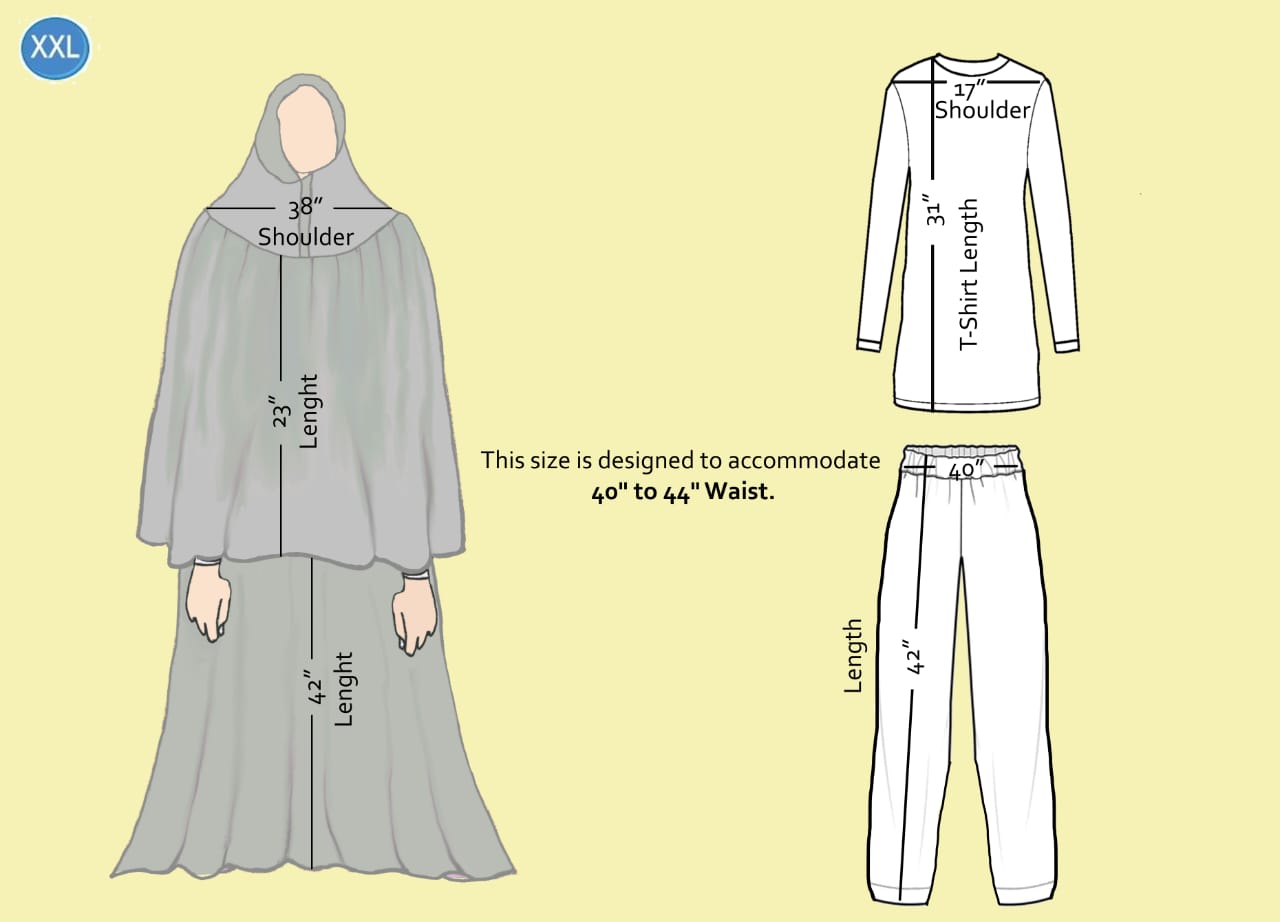 XXL
38”
Shoulder
23”
Lenght
42”
Lenght
This size is designed to accommodate
40" to 44" Waist.
17”
Shoulder
31”
T-Shirt Length
40”
42”
Length